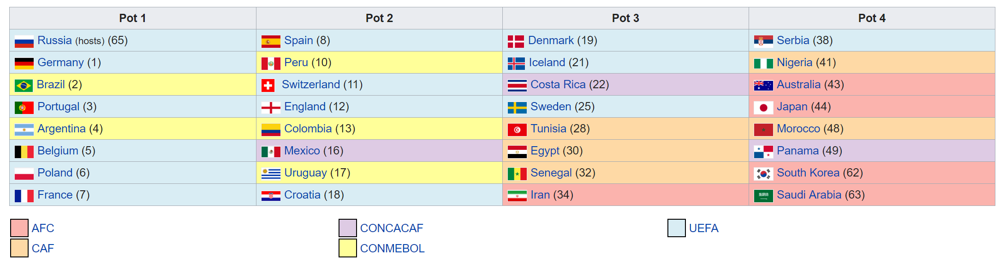 Pot 1 Pot 2 Pot 3 Pot 4
Russia (hosts) (65) Spain (8) Denmark (19) Serbia (38)
Germany (1) Peru (10) Iceland (21) Nigeria (41)
Brazil (2) Switzerland (11) Costa Rica (22) Australia (43)
Portugal (3) England (12) Sweden (25) Japan (44)
Argentina (4) Colombia (13) Tunisia (28) Morocco (48)
Belgium (5) Mexico (16) Egypt (30) Panama (49)
Poland (6) Uruguay (17) Senegal (32) South Korea (62)
France (7) Croatia (18) Iran (34) Saudi Arabia (63)
AFC CONCACAF UEFA
CAF CONMEBOL